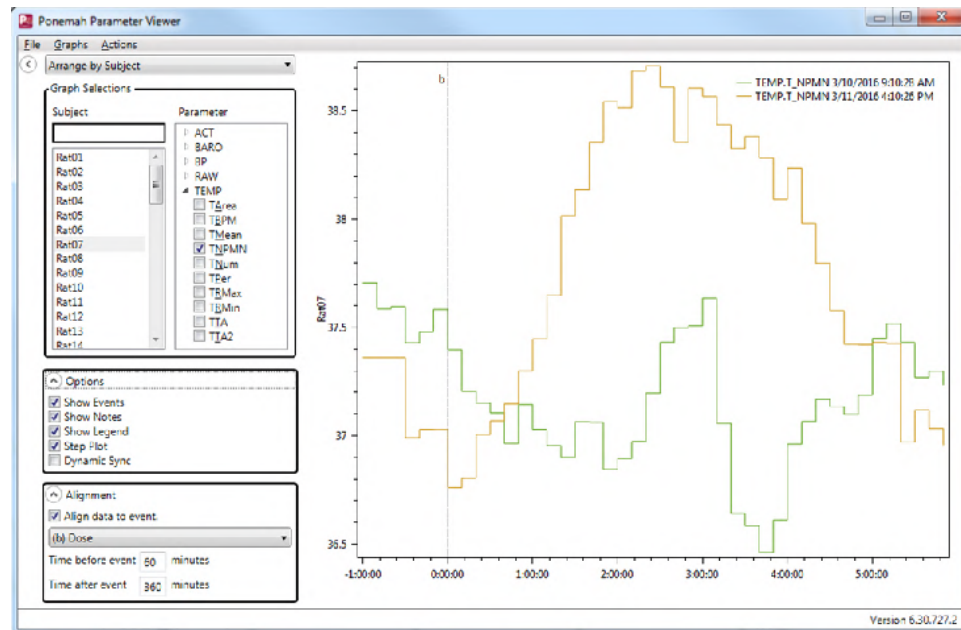 Ponemah Parameter Viewer
File Graphs Actions
Arrange by Subject
Graph Selections
Subject Parameter
Rat01
Rat02
Rat03
Rat04
Rat05
Rat06
Rat07
Rat08
Rat09
Rat10
Rat11
Rat12
Rat13
Rat14
ACT
BARO
BP
RAW
TEMP
TArea
TBPM
TMean
TNPMN
TNum
TPer
TRMax
TRMin
TTA
TTA2
Options
Show Events
Show Notes
Show Legend
Step Plot
Dynamic Sync
Alignment
Align data to event
(b) Dose
Time before event 60 minutes
Time after event 360 minutes
b
TEMP.T_NPMN 3/10/2016 9:10:28 AM
TEMP.T_NPMN 3/11/2016 4:10:26 PM
38.5
38
37.5
37
36.5
Rat07
-1:00:00 0:00:00 1:00:00 2:00:00 3:00:00 4:00:00 5:00:00
Version 6.30.727.2